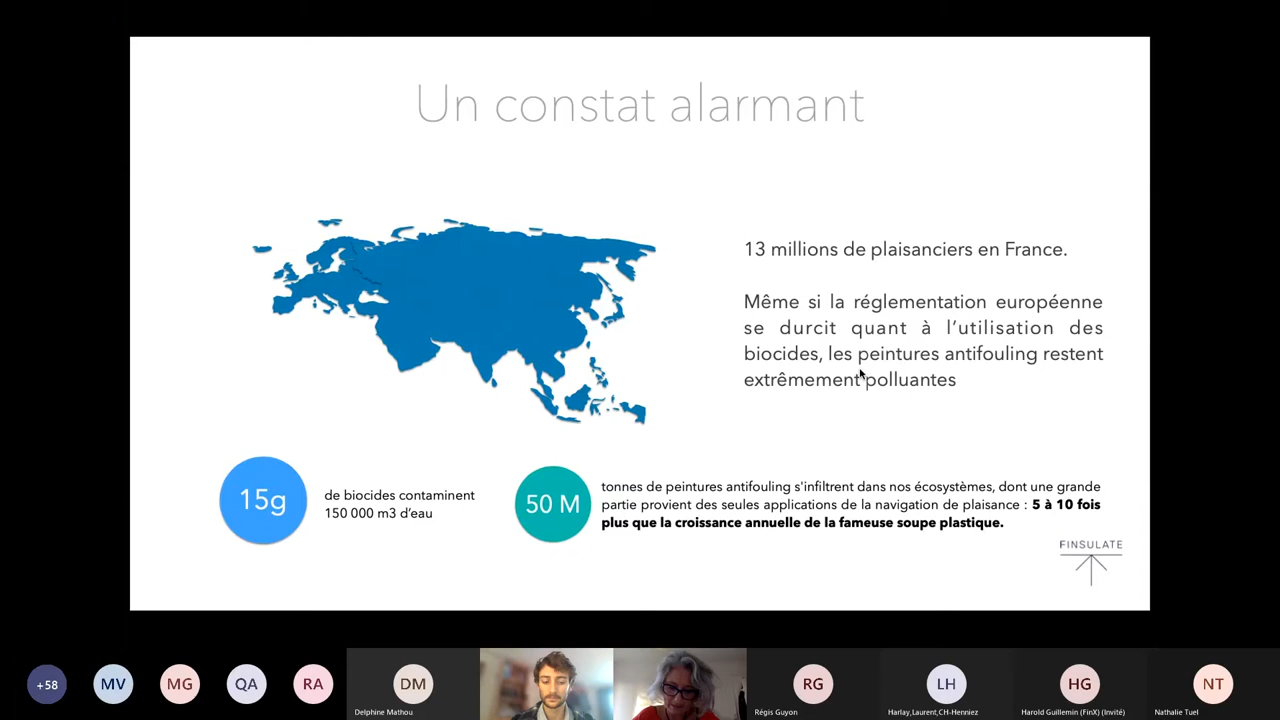 Un constat alarmant
13 millions de plaisanciers en France.
Même si la réglementation européenne
se durcit quant à l'utilisation des
biocides, les peintures antifouling restent
extrêmement polluantes
15g
de biocides contaminent
150 000 m3 d'eau
50 M
tonnes de peintures antifouling s'infiltrent dans nos écosystèmes, dont une grande
partie provient des seules applications de la navigation de plaisance : 5 à 10 fois
plus que la croissance annuelle de la fameuse soupe plastique.
FINSULATE
+58
MV
MG
QA
RA
DM
Delphine Mathou
RG
Régis Guyon
LH
Harlay,Laurent,CH-Henniez
HG
Harold Guillemin (FinX) (Invité)
NT
Nathalie Tuel